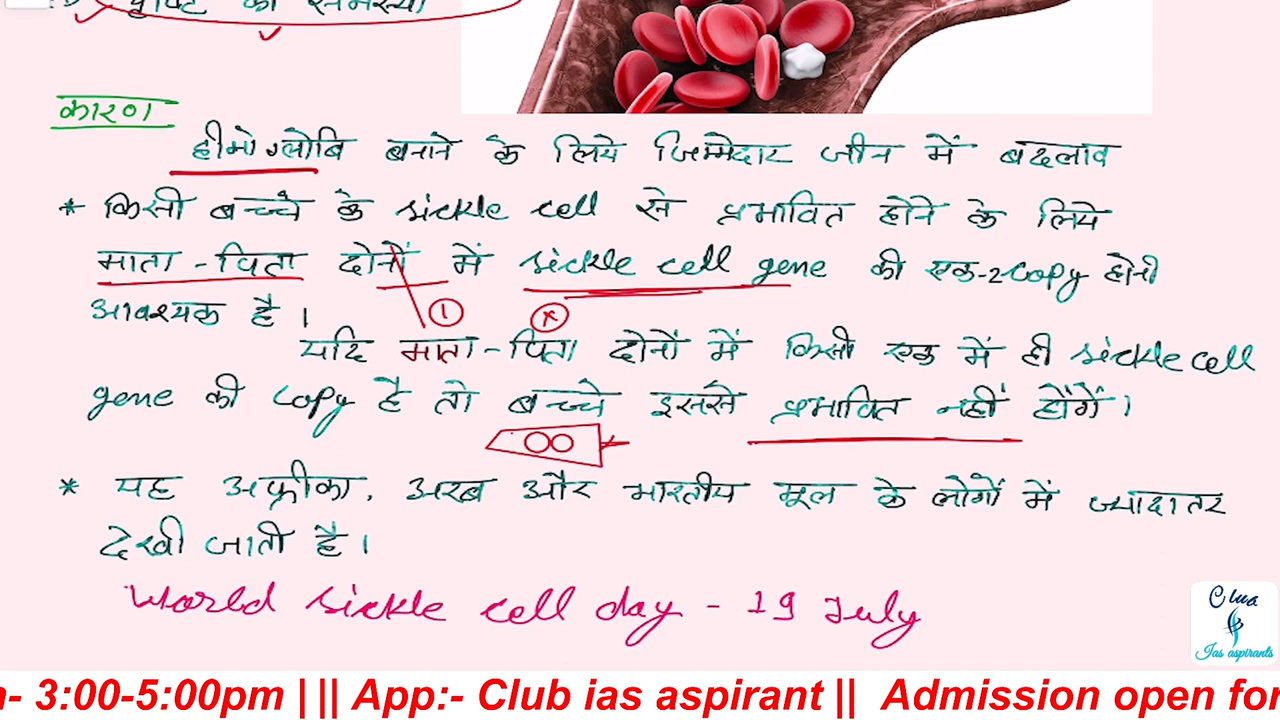 कारण
हीमोग्लोबि बनाने के लिये जिम्मेदार जीन में बदलाव
* किसी बच्चे के sickle cell से प्रभावित होने के लिये
माता-पिता दोनों में sickle cell gene की एक-2 copy होनी
आवश्यक है।
① ⓧ
यदि माता-पिता दोनों में किसी एक में ही sickle cell
gene की copy है तो बच्चे इससे प्रभावित नहीं होंगें।
* यह अफ्रीका, अरब और भारतीय मूल के लोगों में ज्यादातर
देखी जाती है।
World sickle cell day - 19 July
Club
Ias aspirants
- 3:00-5:00pm | || App:- Club ias aspirant || Admission open for